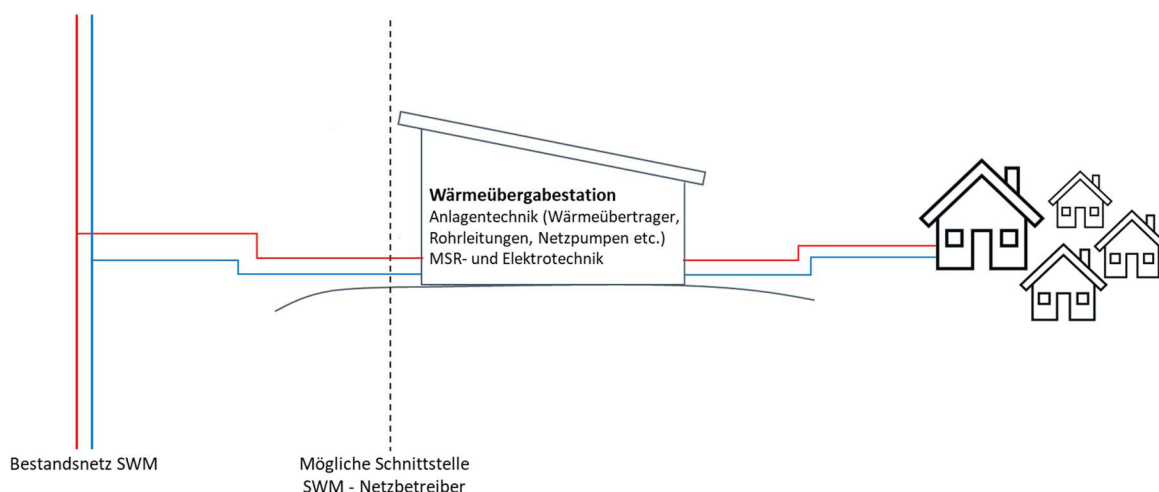 Wärmeübergabestation
Anlagentechnik (Wärmeübertrager,
Rohrleitungen, Netzpumpen etc.)
MSR- und Elektrotechnik
Bestandsnetz SWM
Mögliche Schnittstelle
SWM - Netzbetreiber